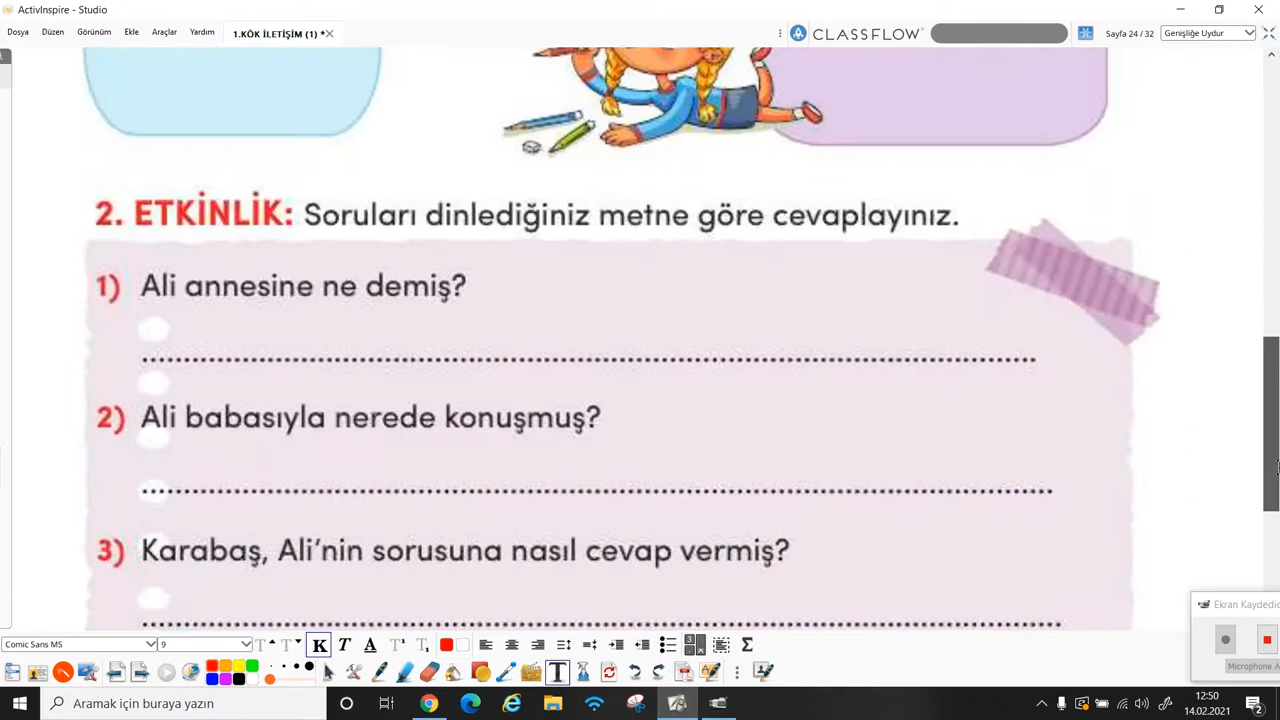 ActivInspire - Studio
Dosya Düzen Görünüm Ekle Araçlar Yardım 1.KÖK İLETİŞİM (1) * CLASSFLOW Sayfa 24 / 32 Genişliğe Uydur
2. ETKİNLİK: Soruları dinlediğiniz metne göre cevaplayınız.
1) Ali annesine ne demiş?
2) Ali babasıyla nerede konuşmuş?
3) Karabaş, Ali'nin sorusuna nasıl cevap vermiş?
Ekran Kaydedic
Comic Sans MS 9
Microphone A
Aramak için buraya yazın
12:50
14.02.2021
2